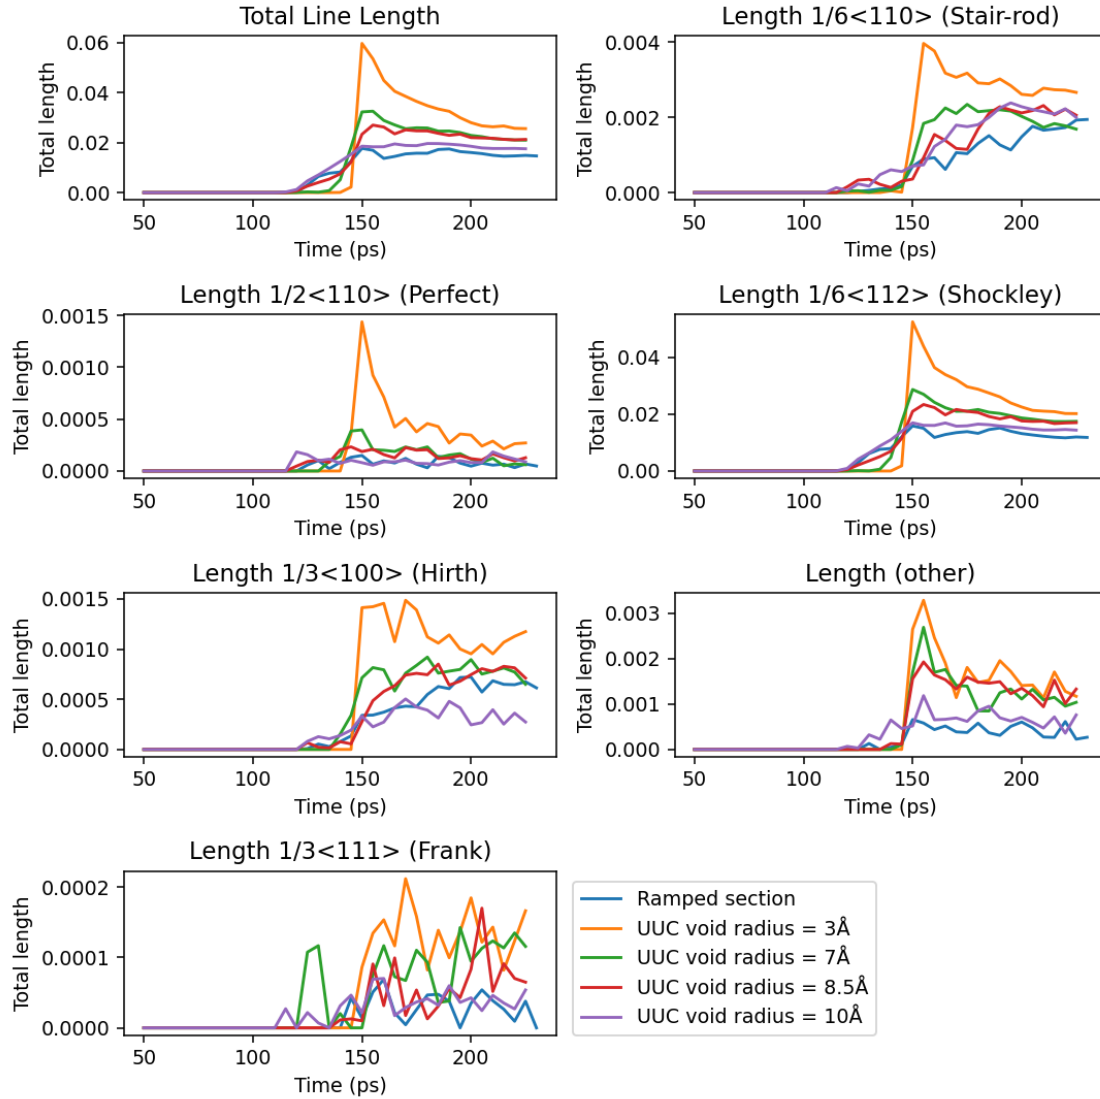 Total Line Length
Total length
0.06
0.04
0.02
0.00
50 100 150 200
Time (ps)
Length 1/6<110> (Stair-rod)
Total length
0.004
0.002
0.000
50 100 150 200
Time (ps)
Length 1/2<110> (Perfect)
Total length
0.0015
0.0010
0.0005
0.0000
50 100 150 200
Time (ps)
Length 1/6<112> (Shockley)
Total length
0.04
0.02
0.00
50 100 150 200
Time (ps)
Length 1/3<100> (Hirth)
Total length
0.0015
0.0010
0.0005
0.0000
50 100 150 200
Time (ps)
Length (other)
Total length
0.003
0.002
0.001
0.000
50 100 150 200
Time (ps)
Length 1/3<111> (Frank)
Total length
0.0002
0.0001
0.0000
50 100 150 200
Time (ps)
Ramped section
UUC void radius = 3Å
UUC void radius = 7Å
UUC void radius = 8.5Å
UUC void radius = 10Å